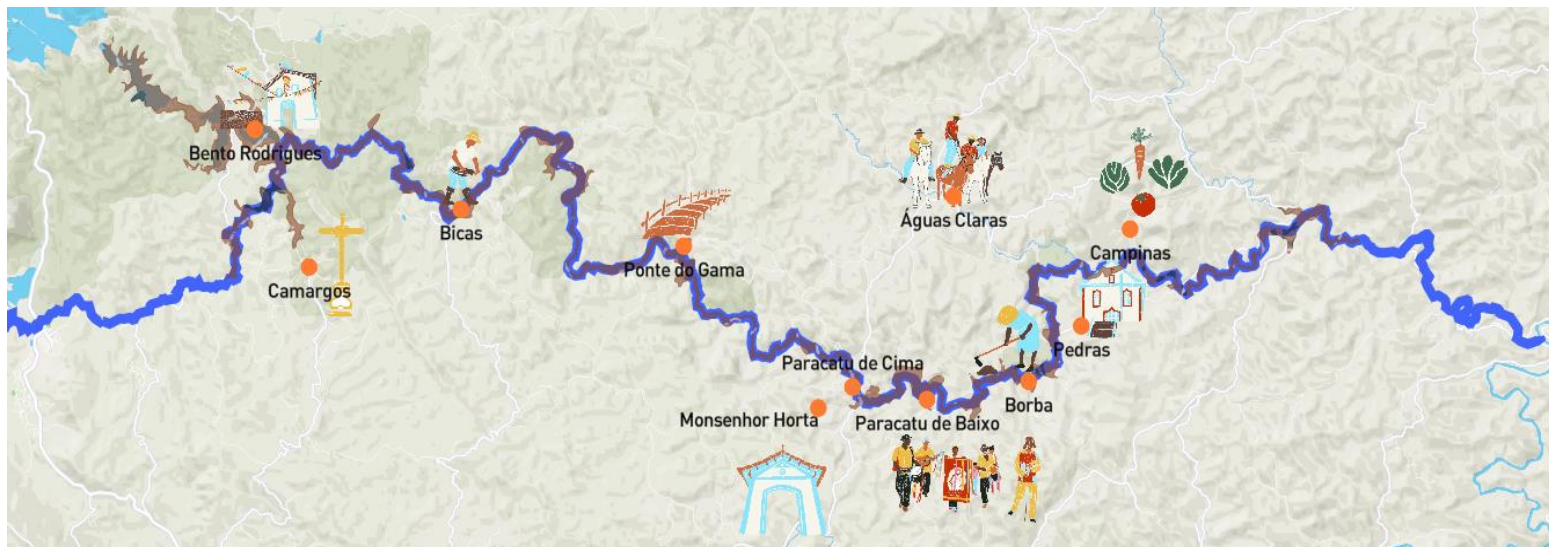 Bento Rodrigues
Camargos
Bicas
Ponte do Gama
Águas Claras
Campinas
Pedras
Paracatu de Cima
Monsenhor Horta
Paracatu de Baixo
Borba